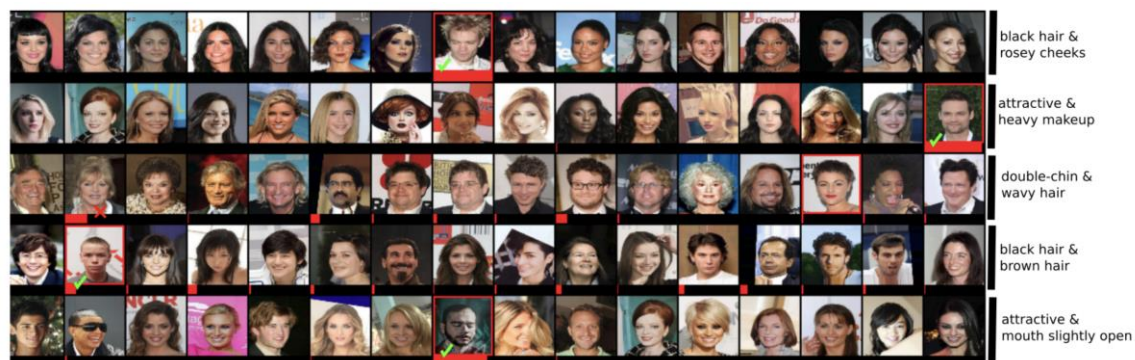 black hair &
rosey cheeks
attractive &
heavy makeup
double-chin &
wavy hair
black hair &
brown hair
attractive &
mouth slightly open